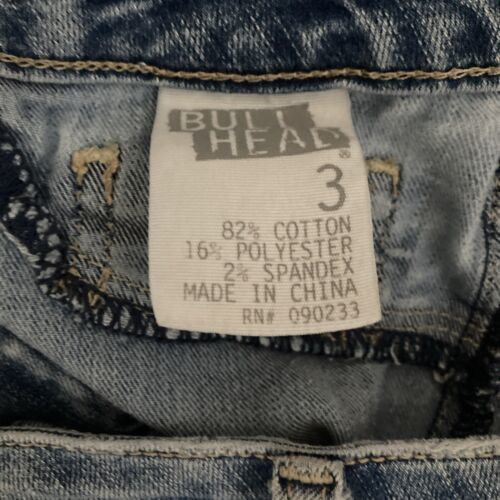 BULL
HEAD®
3
82% COTTON
16% POLYESTER
2% SPANDEX
MADE IN CHINA
RN# 090233